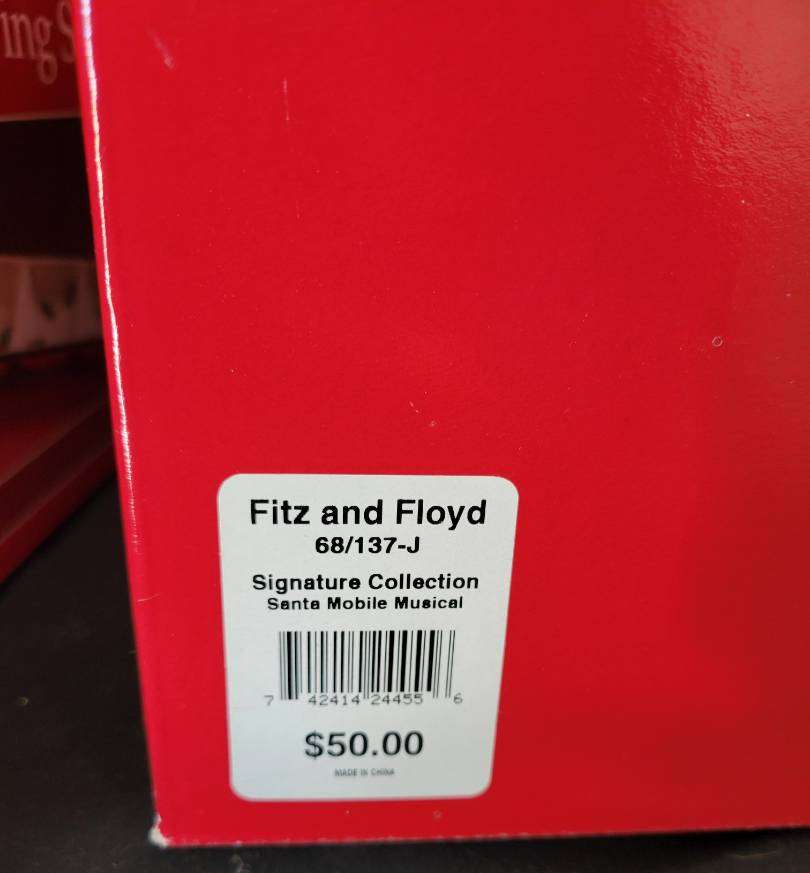 ing S
Fitz and Floyd
68/137-J
Signature Collection
Santa Mobile Musical
7 42414 24455 6
$50.00
MADE IN CHINA